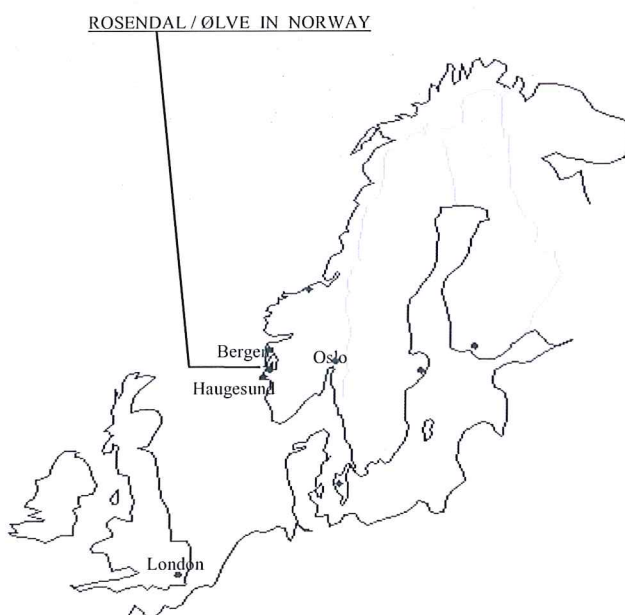 ROSENDAL / ØLVE IN NORWAY
Bergen
Oslo
Haugesund
London